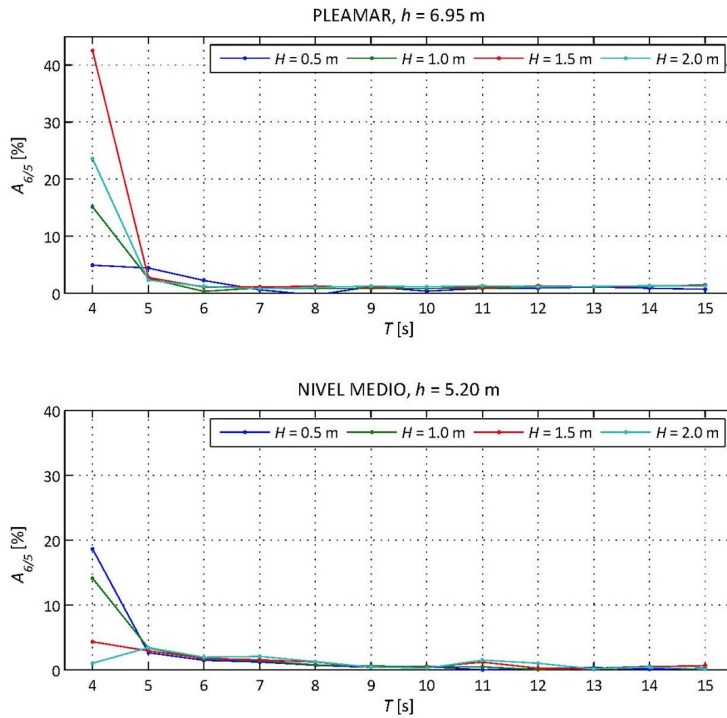 PLEAMAR, h = 6.95 m
H = 0.5 m H = 1.0 m H = 1.5 m H = 2.0 m
40
30
20
10
0
A6/5 [%]
4 5 6 7 8 9 10 11 12 13 14 15
T [s]
NIVEL MEDIO, h = 5.20 m
H = 0.5 m H = 1.0 m H = 1.5 m H = 2.0 m
40
30
20
10
0
A6/5 [%]
4 5 6 7 8 9 10 11 12 13 14 15
T [s]